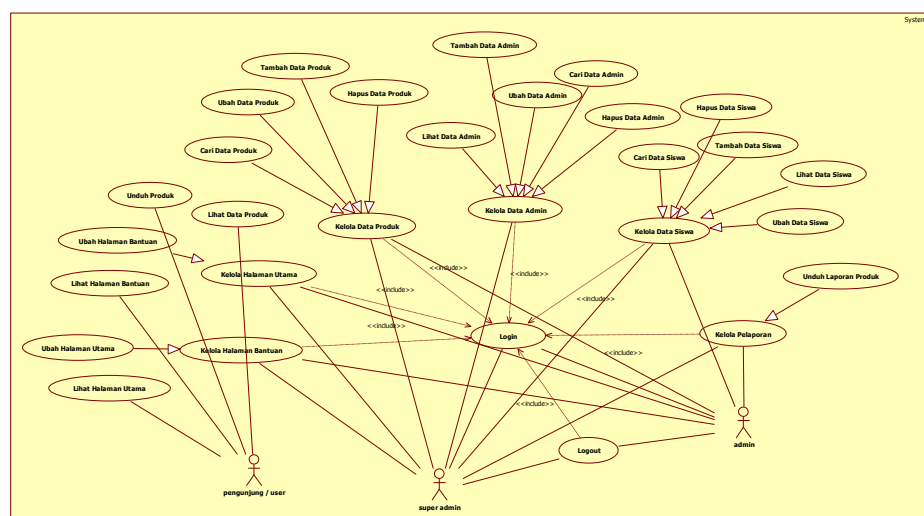 System
Tambah Data Admin
Tambah Data Produk
Cari Data Admin
Hapus Data Produk
Ubah Data Admin
Ubah Data Produk
Hapus Data Siswa
Hapus Data Admin
Lihat Data Admin
Tambah Data Siswa
Cari Data Produk
Cari Data Siswa
Lihat Data Siswa
Unduh Produk
Lihat Data Produk
Kelola Data Produk
Kelola Data Admin
Kelola Data Siswa
Ubah Data Siswa
Ubah Halaman Bantuan
Kelola Halaman Utama
<<include>>
<<include>>
Lihat Halaman Bantuan
Unduh Laporan Produk
<<include>>
<<include>>
<<include>>
Login
Kelola Pelaporan
Ubah Halaman Utama
Kelola Halaman Bantuan
<<include>>
Lihat Halaman Utama
<<include>>
admin
Logout
pengunjung / user
super admin